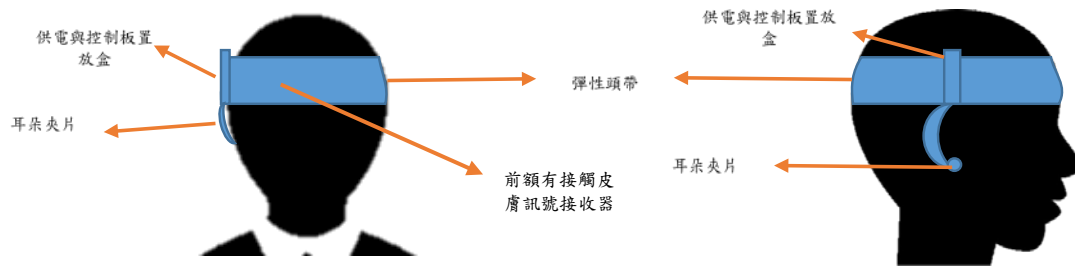 供電與控制板置
放盒
耳朵夾片
彈性頭帶
前額有接觸皮
膚訊號接收器
供電與控制板置放
盒
耳朵夾片